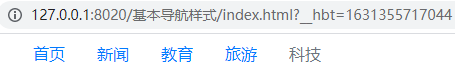 127.0.0.1:8020/基本导航样式/index.html?__hbt=1631355717044
首页 新闻 教育 旅游 科技